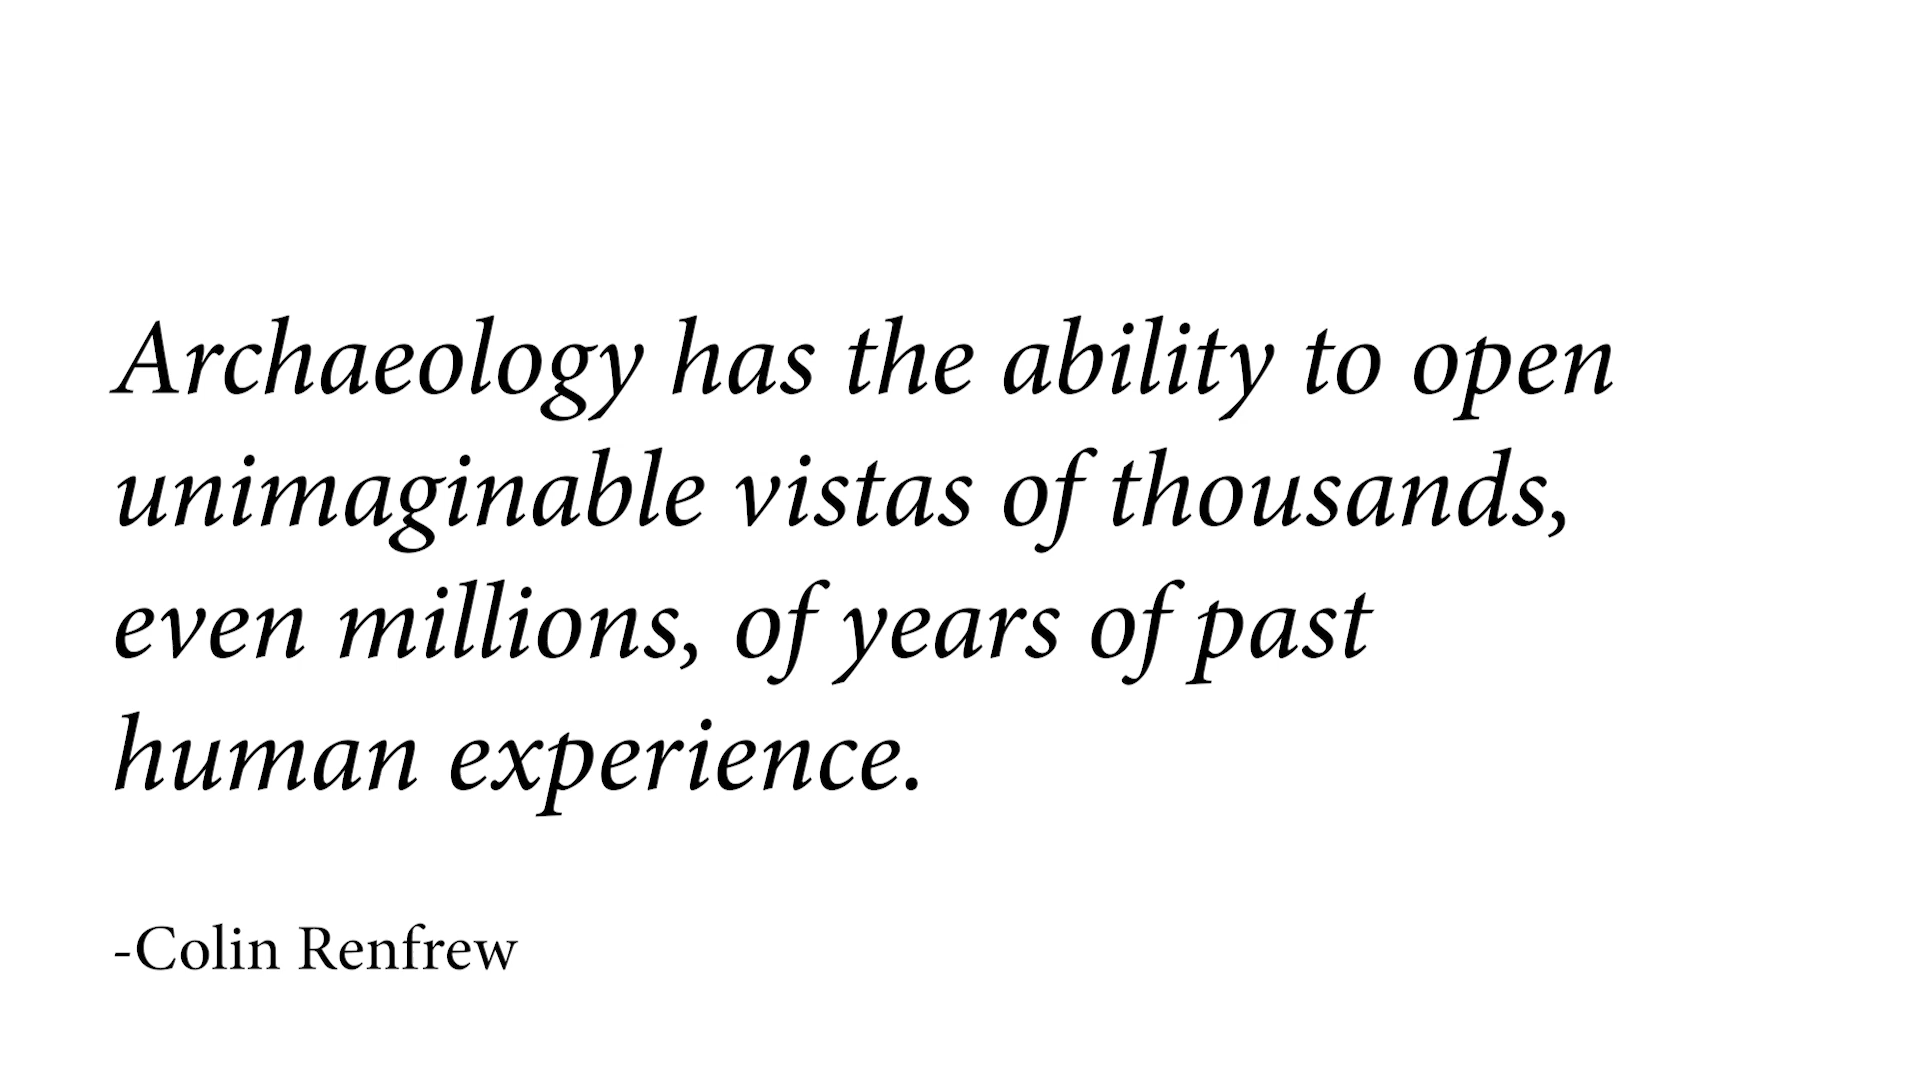 Archaeology has the ability to open
unimaginable vistas of thousands,
even millions, of years of past
human experience.
-Colin Renfrew